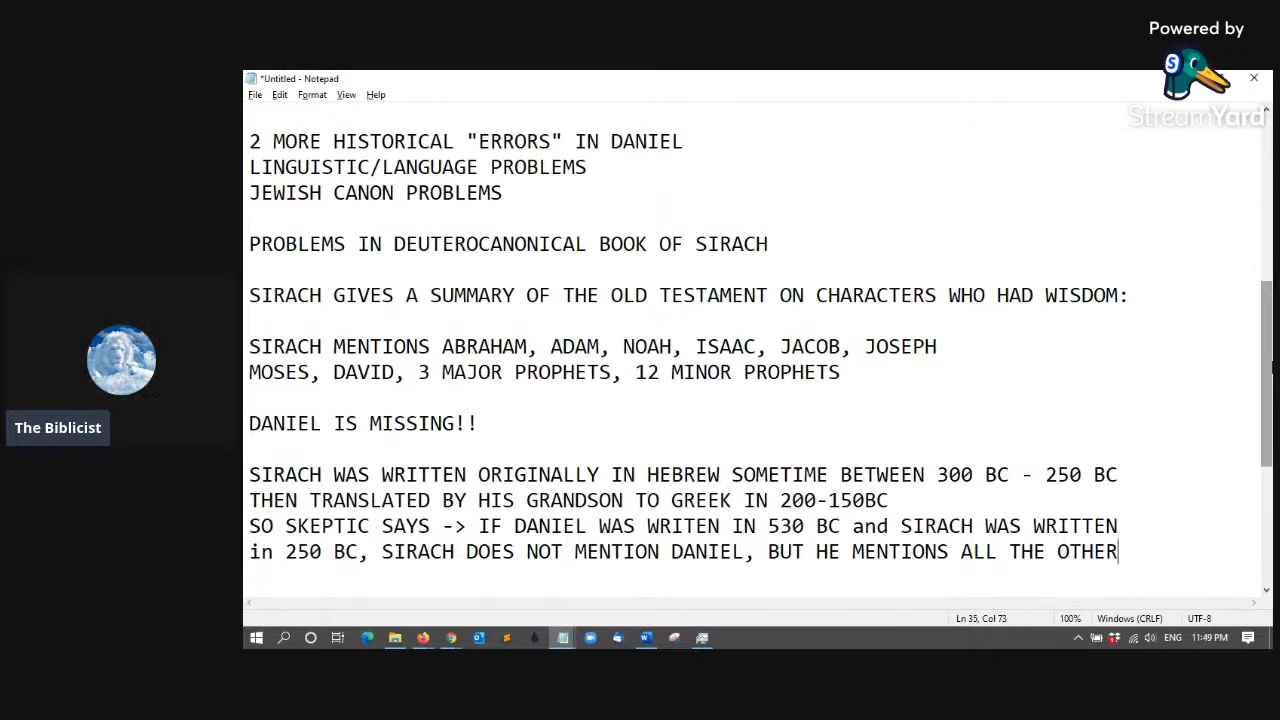 Powered by
StreamYard
*Untitled - Notepad
File Edit Format View Help
2 MORE HISTORICAL "ERRORS" IN DANIEL
LINGUISTIC/LANGUAGE PROBLEMS
JEWISH CANON PROBLEMS
PROBLEMS IN DEUTEROCANONICAL BOOK OF SIRACH
SIRACH GIVES A SUMMARY OF THE OLD TESTAMENT ON CHARACTERS WHO HAD WISDOM:
SIRACH MENTIONS ABRAHAM, ADAM, NOAH, ISAAC, JACOB, JOSEPH
MOSES, DAVID, 3 MAJOR PROPHETS, 12 MINOR PROPHETS
DANIEL IS MISSING!!
The Biblicist
SIRACH WAS WRITTEN ORIGINALLY IN HEBREW SOMETIME BETWEEN 300 BC - 250 BC
THEN TRANSLATED BY HIS GRANDSON TO GREEK IN 200-150BC
SO SKEPTIC SAYS -> IF DANIEL WAS WRITEN IN 530 BC and SIRACH WAS WRITTEN
in 250 BC, SIRACH DOES NOT MENTION DANIEL, BUT HE MENTIONS ALL THE OTHER
Ln 35, Col 73 100% Windows (CRLF) UTF-8
ENG 11:49 PM